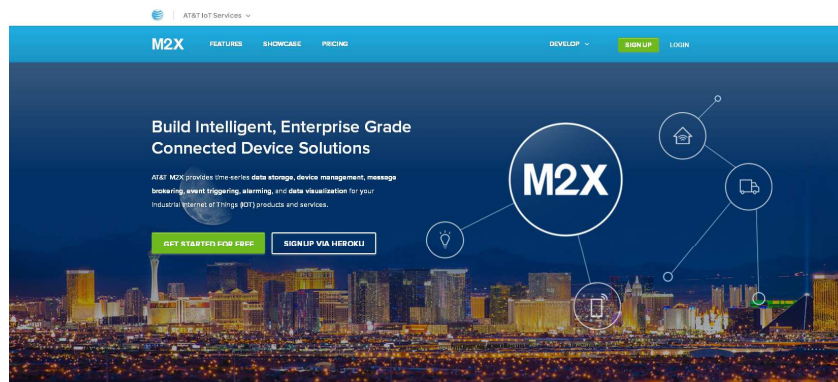 AT&T IoT Services
M2X FEATURES SHOWCASE PRICING DEVELOP SIGN UP LOGIN
Build Intelligent, Enterprise Grade
Connected Device Solutions
AT&T M2X provides time-series data storage, device management, message
brokering, event triggering, alarming, and data visualization for your
Industrial Internet of Things (IOT) products and services.
M2X
GET STARTED FOR FREE SIGNUP VIA HEROKU